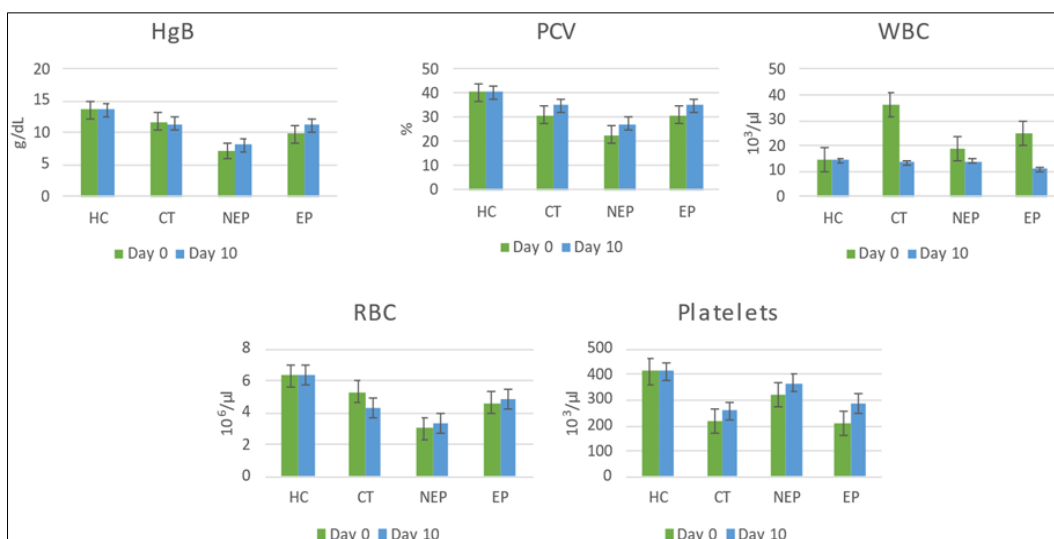 HgB
20
15
10
5
0
g/dL
HC CT NEP EP
Day 0 Day 10
PCV
50
40
30
20
10
0
%
HC CT NEP EP
Day 0 Day 10
WBC
50
40
30
20
10
0
10³/µl
HC CT NEP EP
Day 0 Day 10
RBC
8
6
4
2
0
10⁶/µl
HC CT NEP EP
Day 0 Day 10
Platelets
500
400
300
200
100
0
10³/µl
HC CT NEP EP
Day 0 Day 10